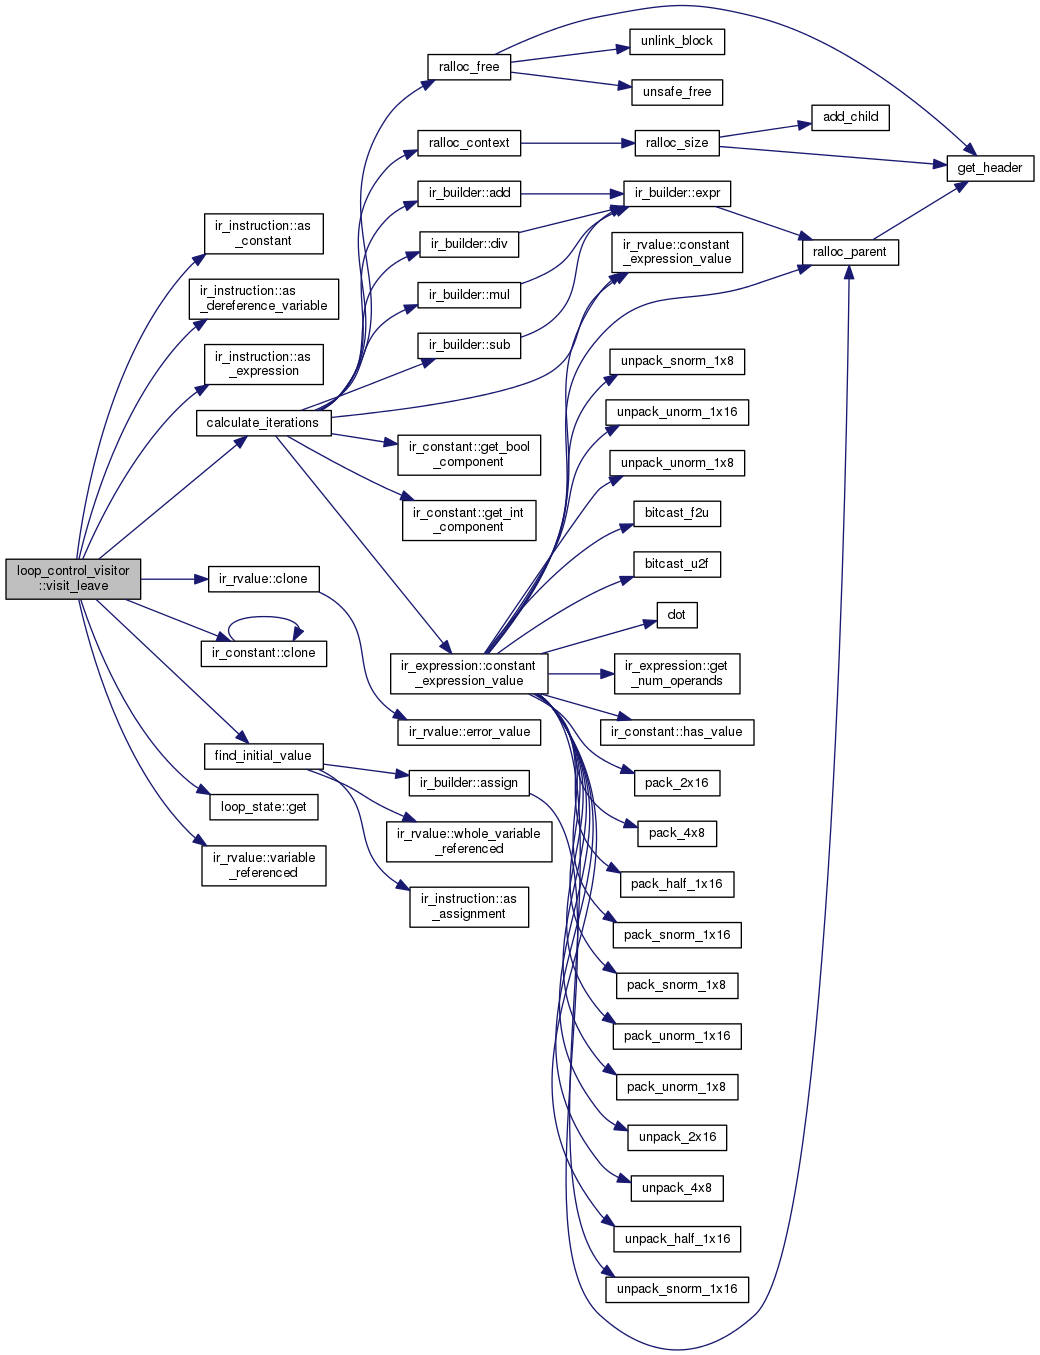 loop_control_visitor
::visit_leave
ir_instruction::as
_constant
ir_instruction::as
_dereference_variable
ir_instruction::as
_expression
calculate_iterations
ir_rvalue::clone
ir_constant::clone
find_initial_value
loop_state::get
ir_rvalue::variable
_referenced
ralloc_free
ralloc_context
ir_builder::add
ir_builder::div
ir_builder::mul
ir_builder::sub
ir_constant::get_bool
_component
ir_constant::get_int
_component
ir_expression::constant
_expression_value
ir_rvalue::error_value
ir_builder::assign
ir_rvalue::whole_variable
_referenced
ir_instruction::as
_assignment
unlink_block
unsafe_free
ralloc_size
ir_builder::expr
ir_rvalue::constant
_expression_value
unpack_snorm_1x8
unpack_unorm_1x16
unpack_unorm_1x8
bitcast_f2u
bitcast_u2f
dot
ir_expression::get
_num_operands
ir_constant::has_value
pack_2x16
pack_4x8
pack_half_1x16
pack_snorm_1x16
pack_snorm_1x8
pack_unorm_1x16
pack_unorm_1x8
unpack_2x16
unpack_4x8
unpack_half_1x16
unpack_snorm_1x16
add_child
ralloc_parent
get_header